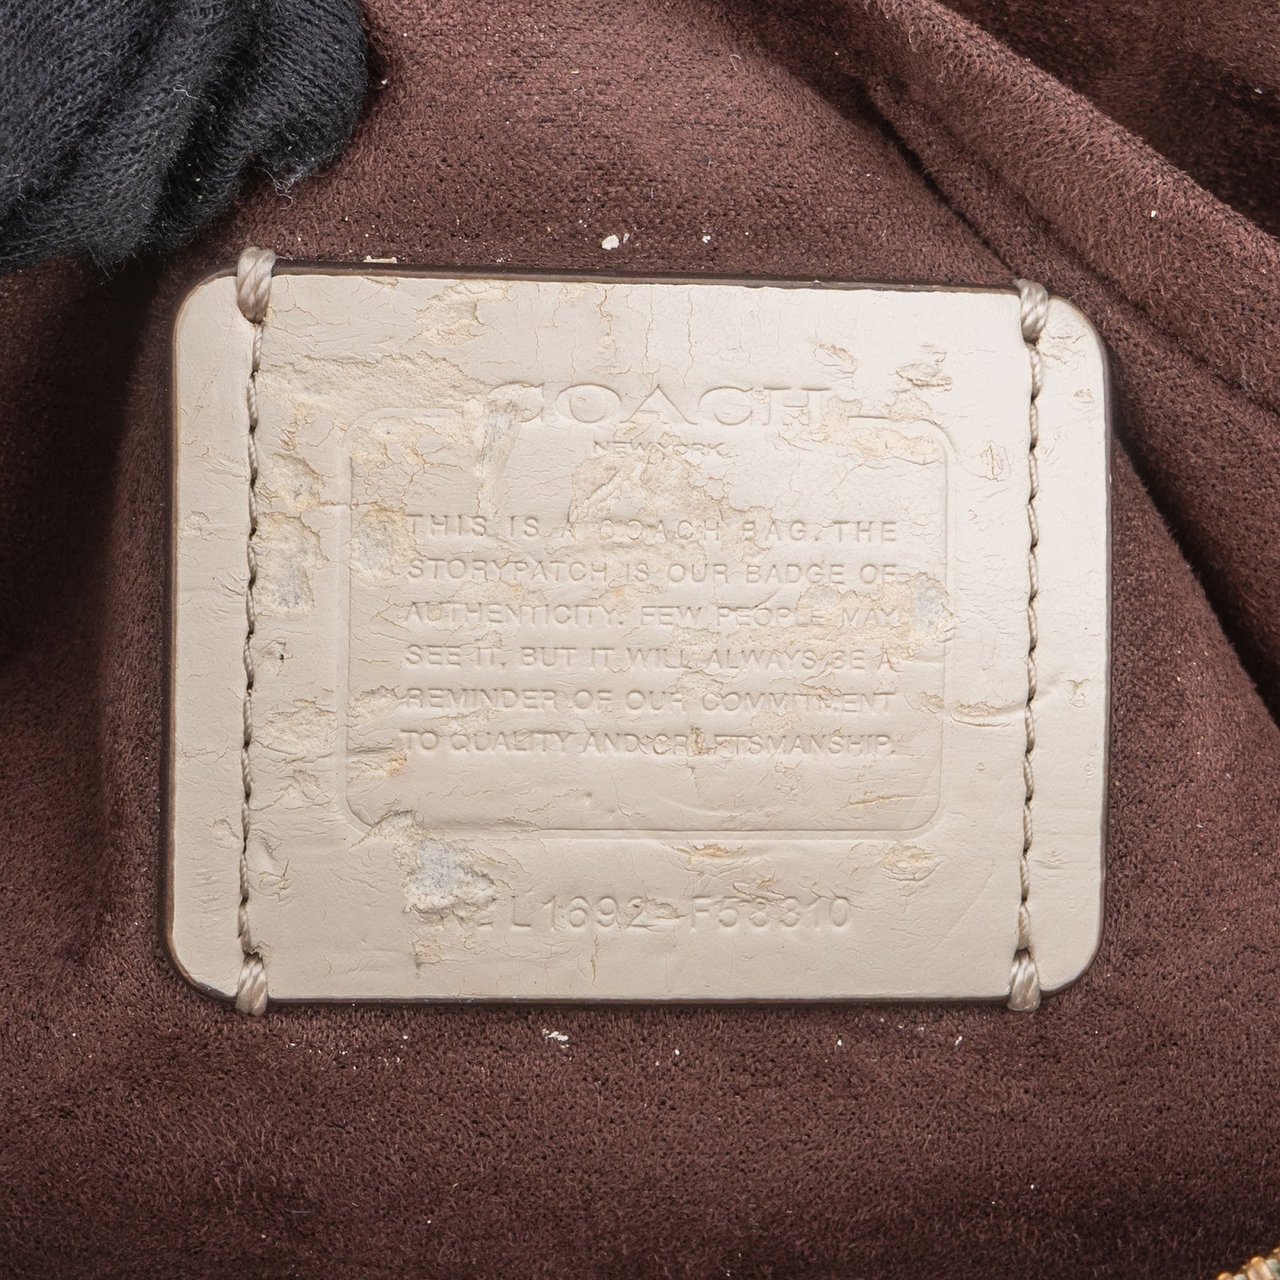 COACH
NEW YORK
THIS IS A COACH BAG. THE
STORYPATCH IS OUR BADGE OF
AUTHENTICITY. FEW PEOPLE MAY
SEE IT, BUT IT WILL ALWAYS BE A
REMINDER OF OUR COMMITMENT
TO QUALITY AND CRAFTSMANSHIP.
L1692-F58310